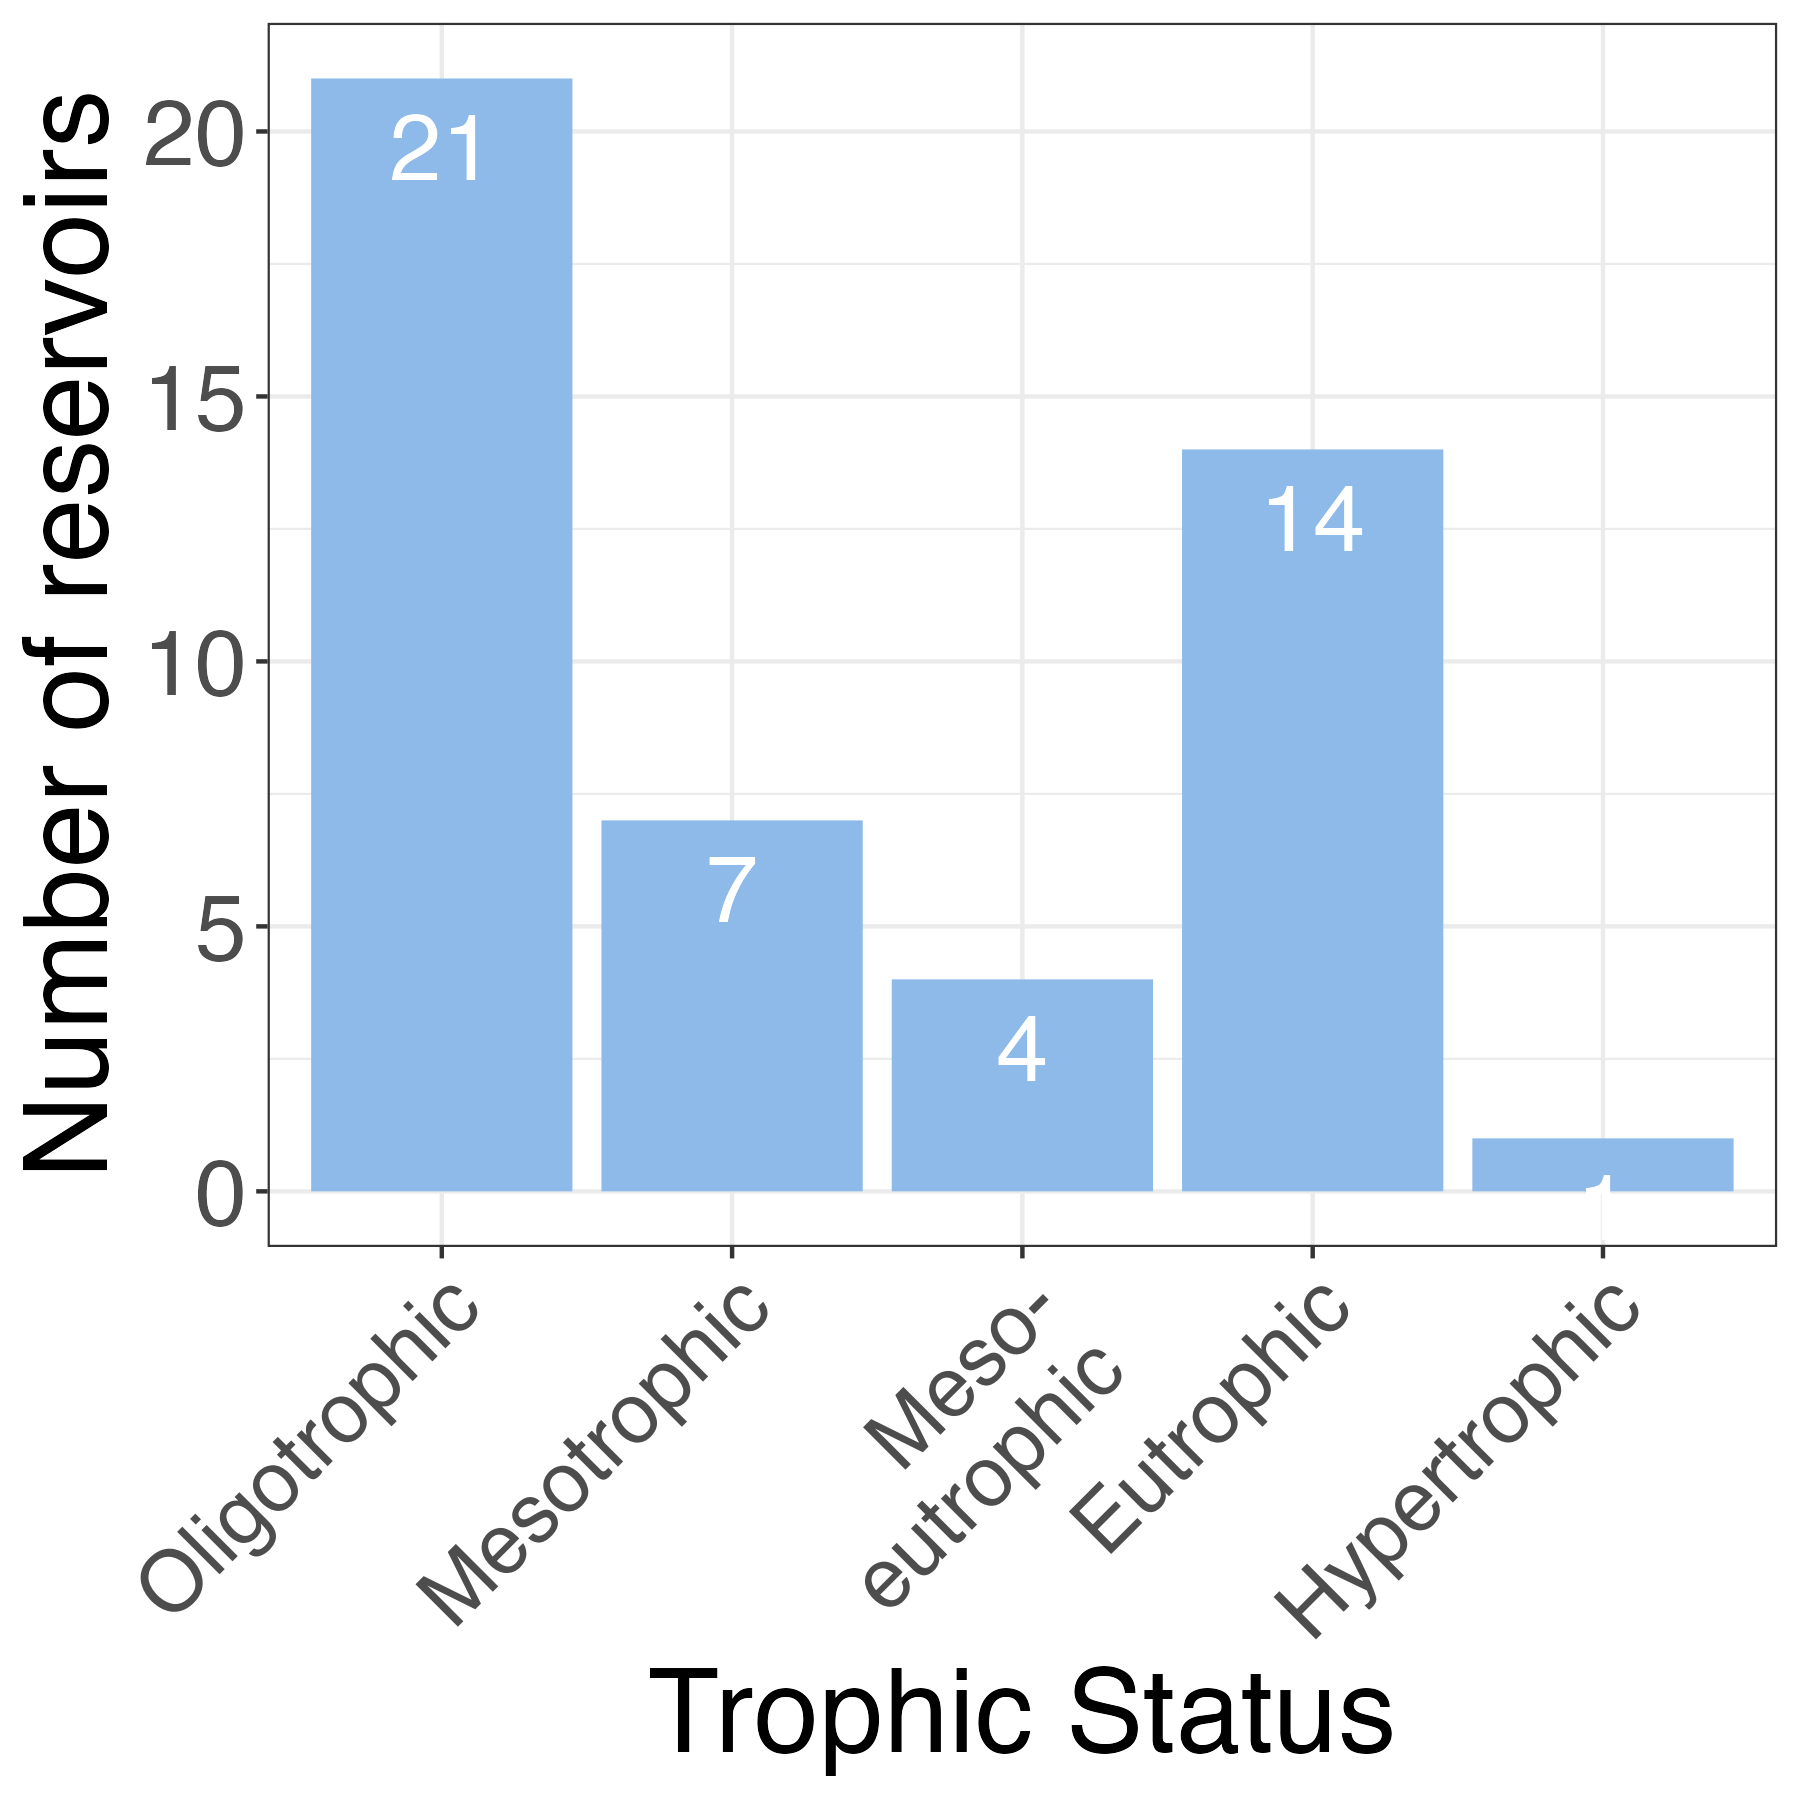 Number of reservoirs
20
15
10
5
0
21
7
4
14
1
Oligotrophic
Mesotrophic
Meso-
eutrophic
Eutrophic
Hypertrophic
Trophic Status